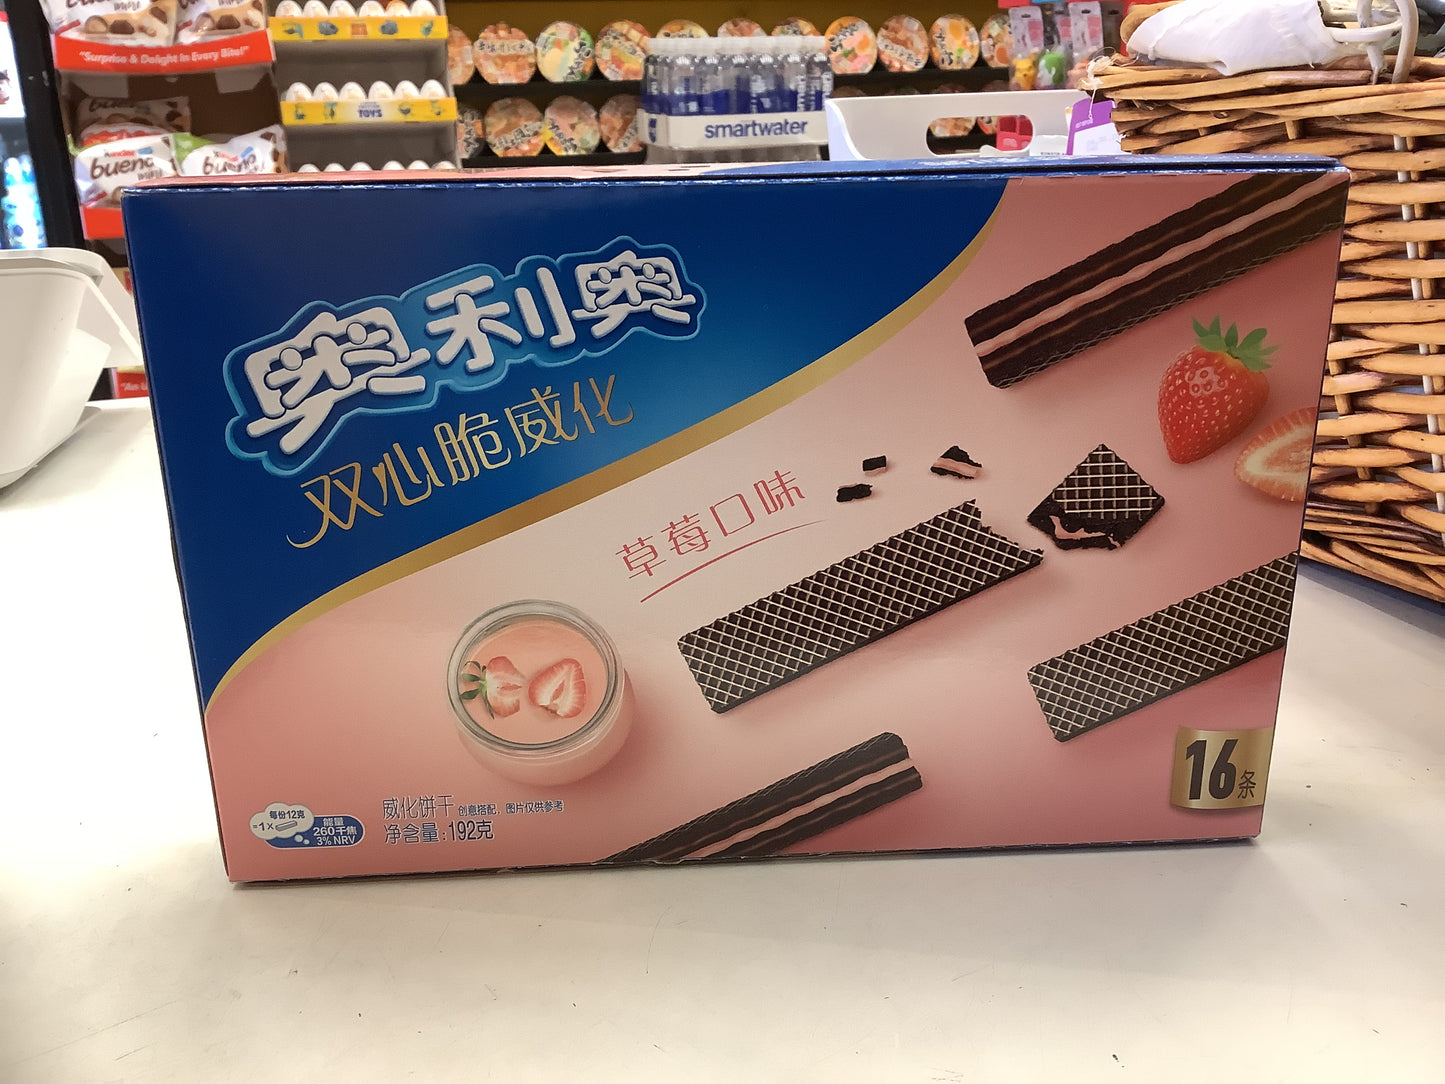 "Surprise & Delight in Every Bite!"
TOYS
Kinder
bueno
mini
bueno
mini
smartwater
奥利奥
双心脆威化
草莓口味
16条
每份12克
=1×
能量
260千焦
3% NRV
威化饼干 创意搭配,图片仅供参考
净含量:192克